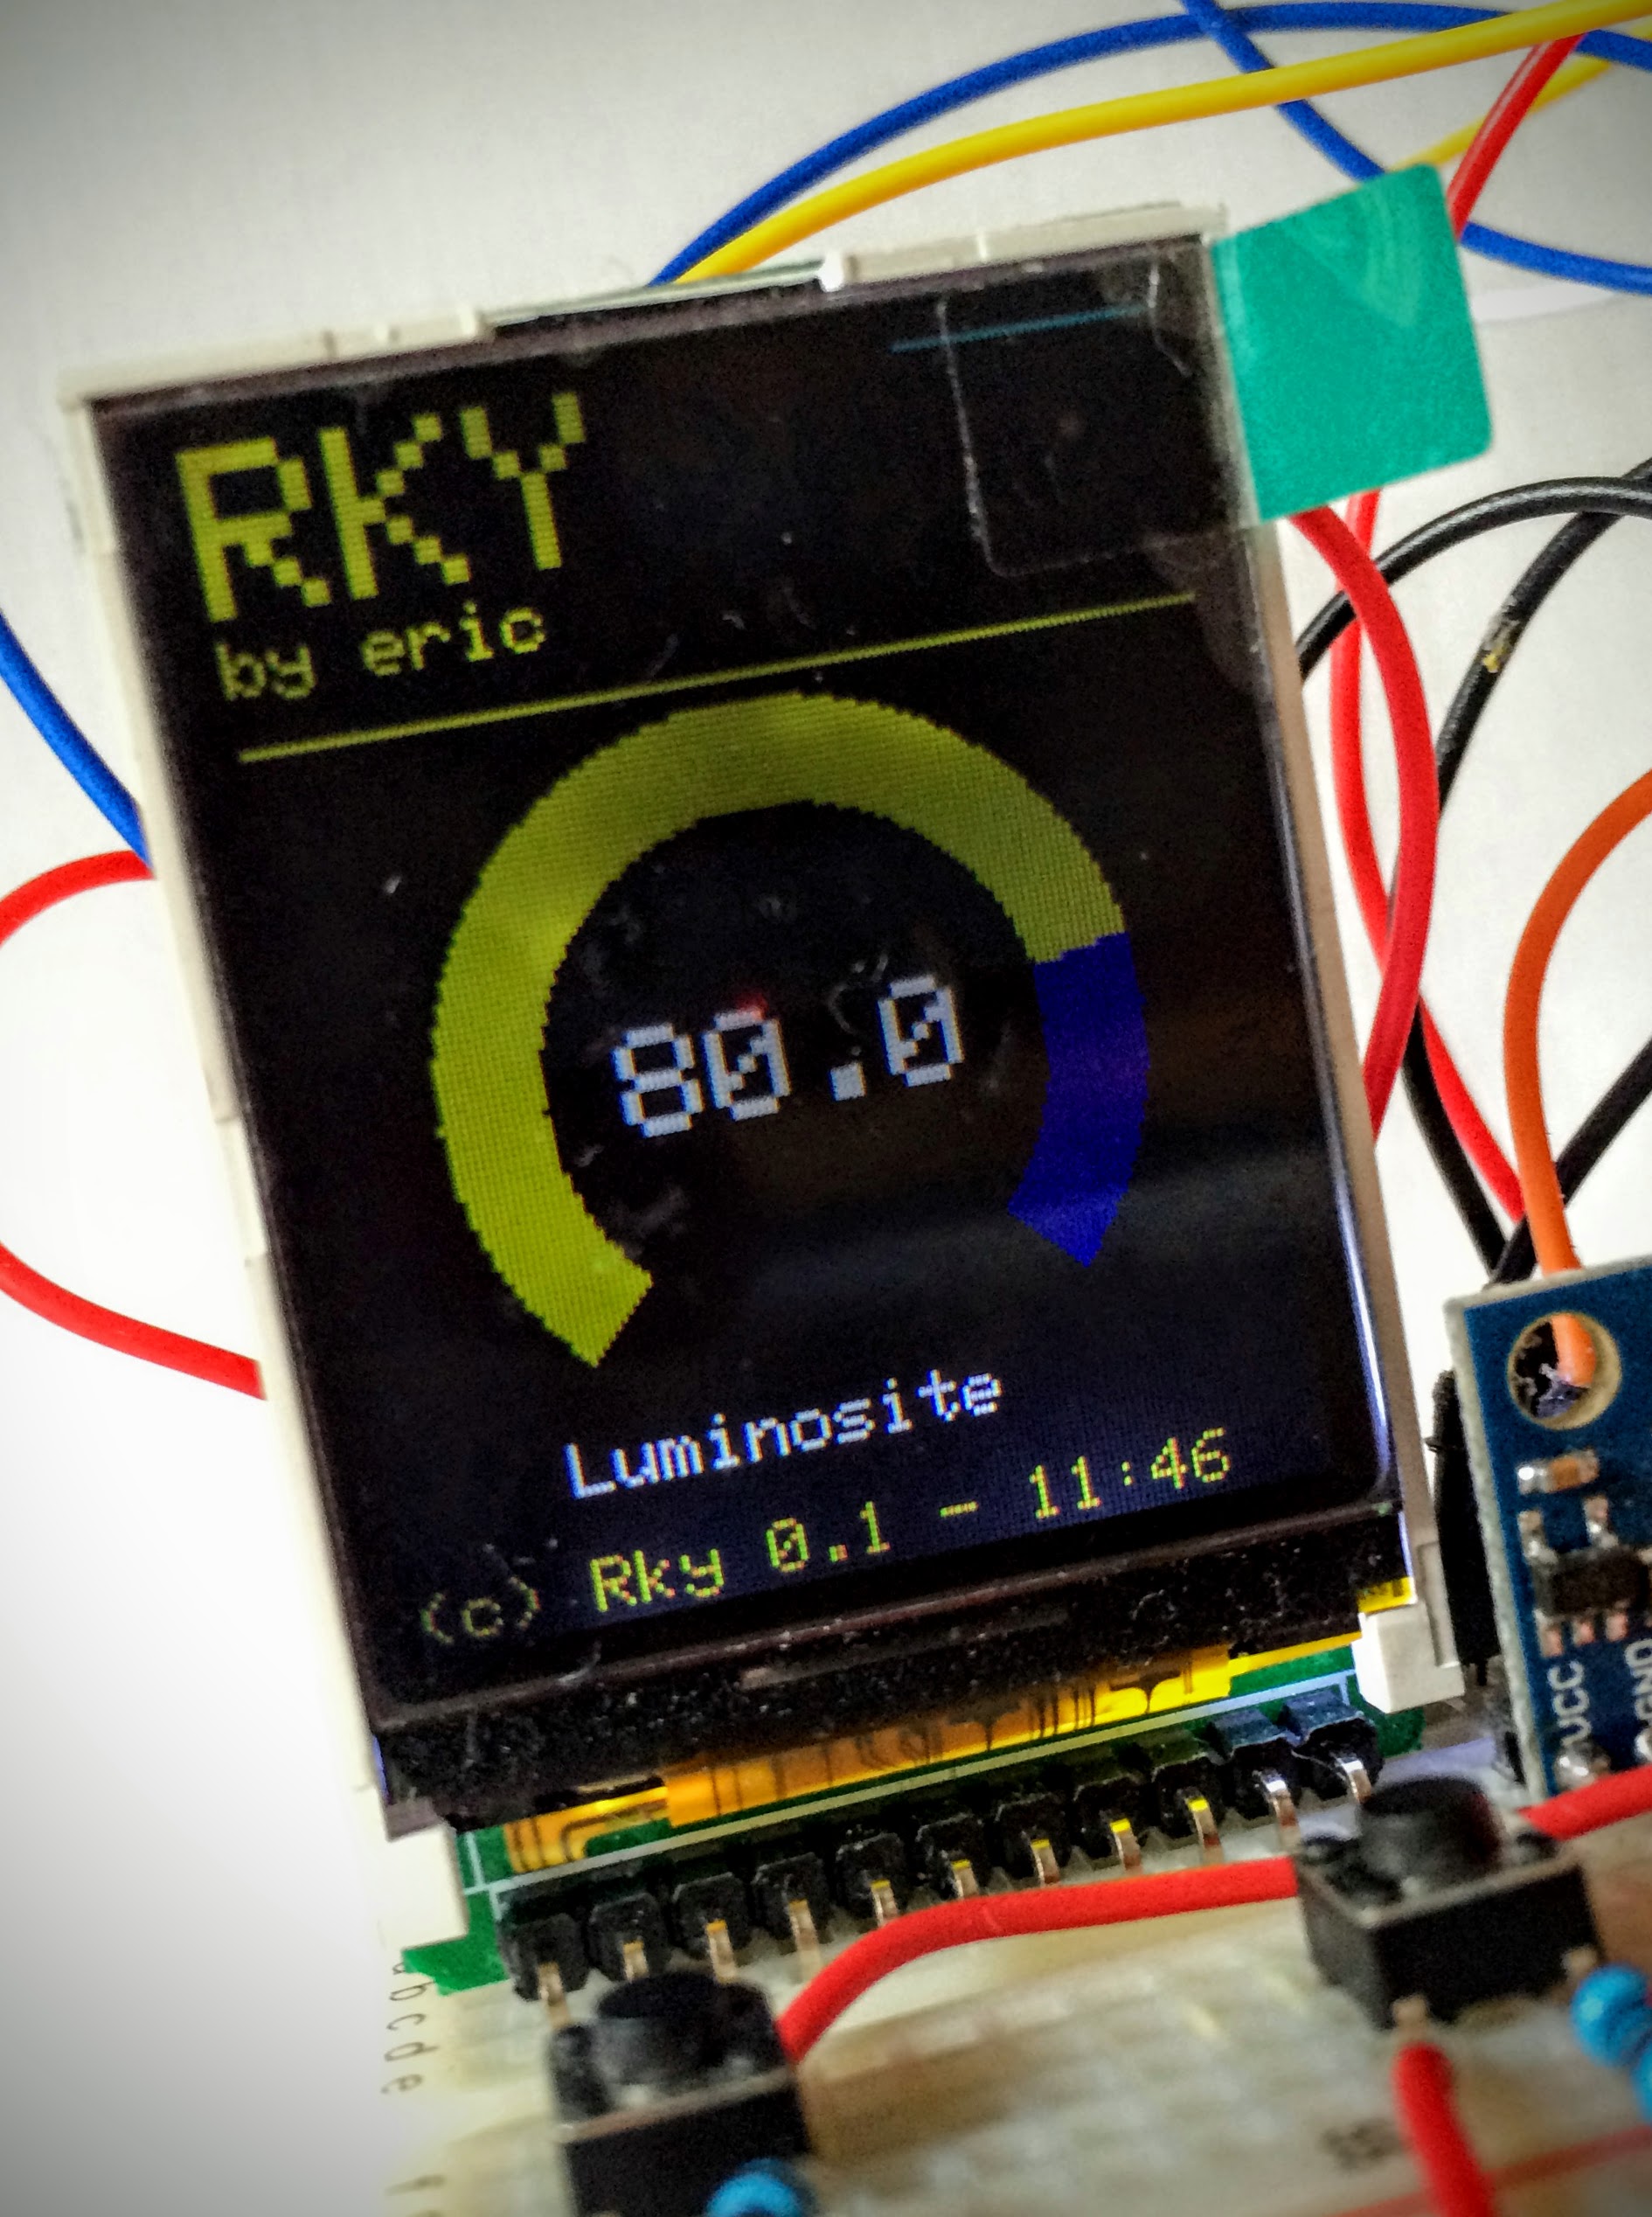 RKY
by eric
80.0
Luminosite
(c) Rky 0.1 - 11:46
VCC
GND
b c d e